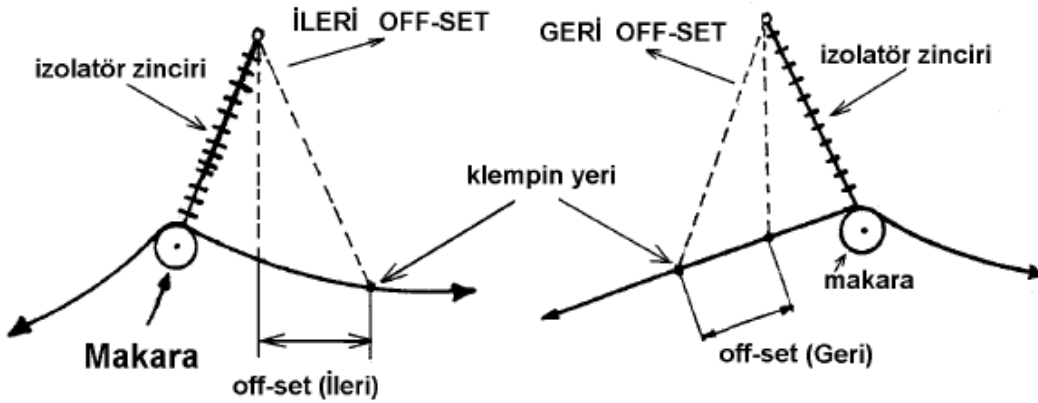 İLERİ OFF-SET
izolatör zinciri
Makara
off-set (İleri)
klempin yeri
GERİ OFF-SET
izolatör zinciri
makara
off-set (Geri)